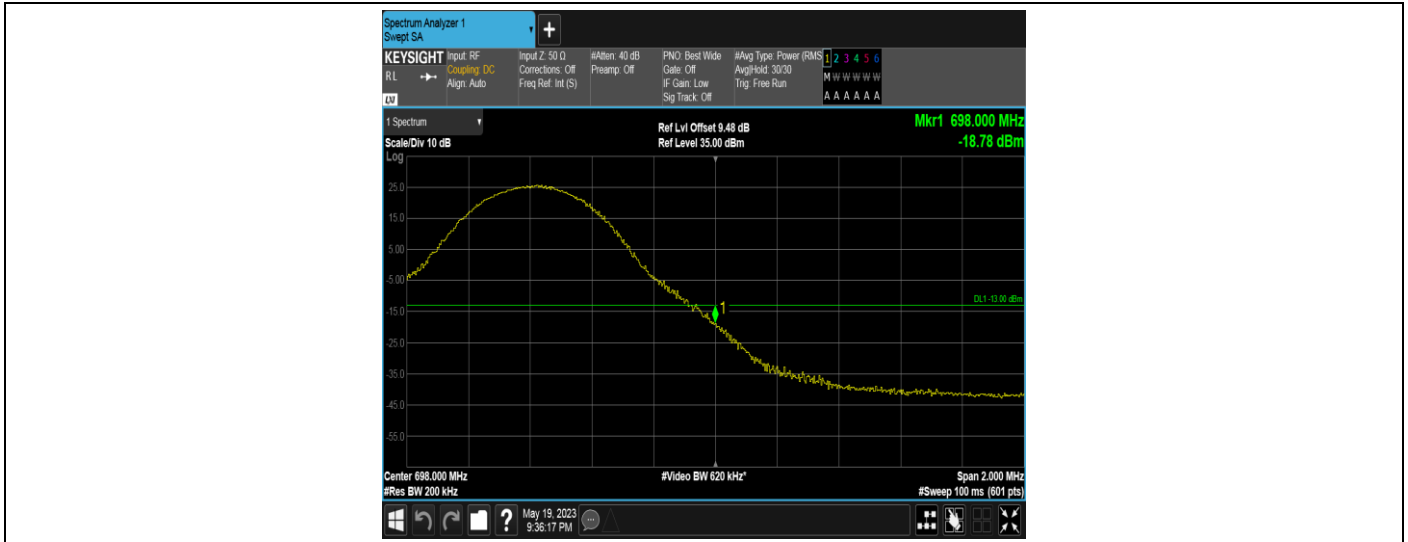 Spectrum Analyzer 1
Swept SA
+
KEYSIGHT
RL
LXI
Input: RF
Coupling: DC
Align: Auto
Input Z: 50 Ω
Corrections: Off
Freq Ref: Int (S)
#Atten: 40 dB
Preamp: Off
PNO: Best Wide
Gate: Off
IF Gain: Low
Sig Track: Off
#Avg Type: Power (RMS
Avg|Hold: 30/30
Trig: Free Run
1 2 3 4 5 6
M W W W W W
A A A A A A
1 Spectrum
Scale/Div 10 dB
Ref Lvl Offset 9.48 dB
Ref Level 35.00 dBm
Mkr1 698.000 MHz
-18.78 dBm
Log
25.0
15.0
5.00
-5.00
DL1 -13.00 dBm
1
-15.0
-25.0
-35.0
-45.0
-55.0
Center 698.000 MHz
#Video BW 620 kHz*
Span 2.000 MHz
#Res BW 200 kHz
#Sweep 100 ms (601 pts)
?
May 19, 2023
9:36:17 PM